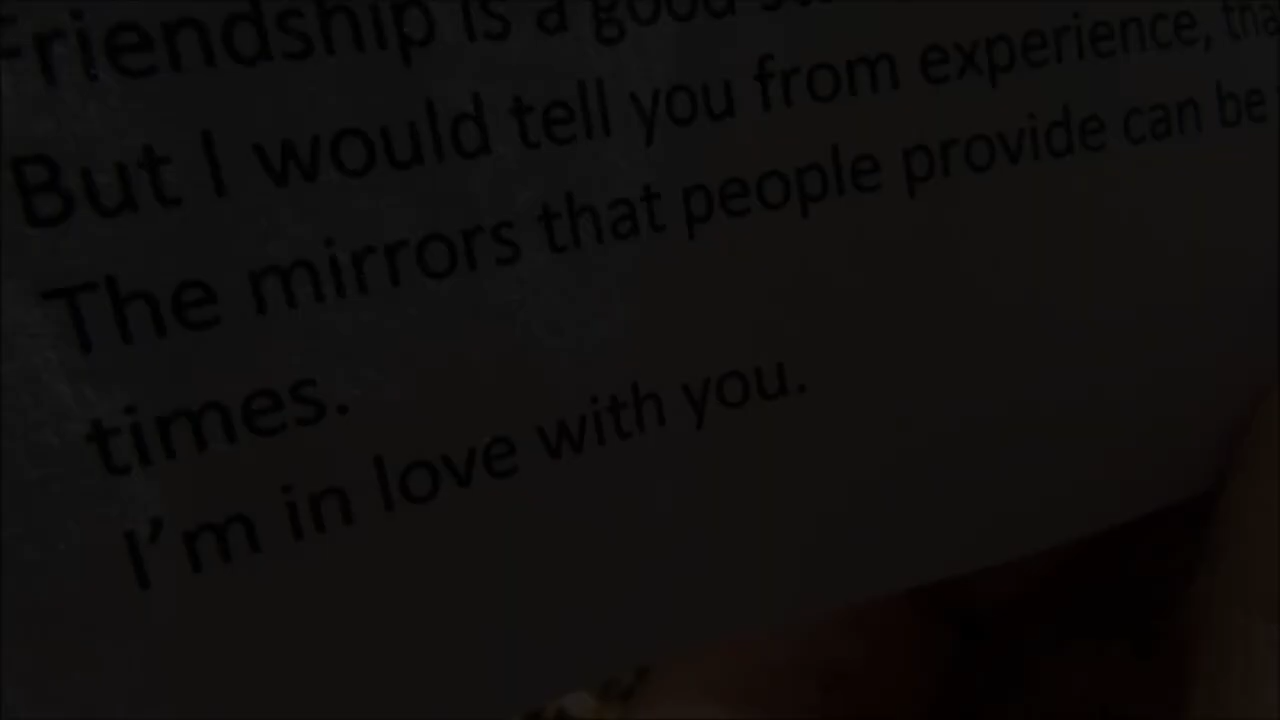 Friendship is a good
But I would tell you from experience,
The mirrors that people provide can be
times.
I'm in love with you.